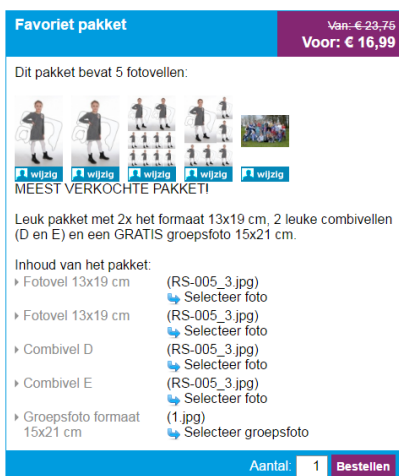 Favoriet pakket
Van: € 23,75
Voor: € 16,99
Dit pakket bevat 5 fotovellen:
wijzig wijzig wijzig wijzig wijzig
MEEST VERKOCHTE PAKKET!
Leuk pakket met 2x het formaat 13x19 cm, 2 leuke combivellen
(D en E) en een GRATIS groepsfoto 15x21 cm.
Inhoud van het pakket:
Fotovel 13x19 cm (RS-005_3.jpg)
Selecteer foto
Fotovel 13x19 cm (RS-005_3.jpg)
Selecteer foto
Combivel D (RS-005_3.jpg)
Selecteer foto
Combivel E (RS-005_3.jpg)
Selecteer foto
Groepsfoto formaat (1.jpg)
15x21 cm Selecteer groepsfoto
Aantal: 1 Bestellen